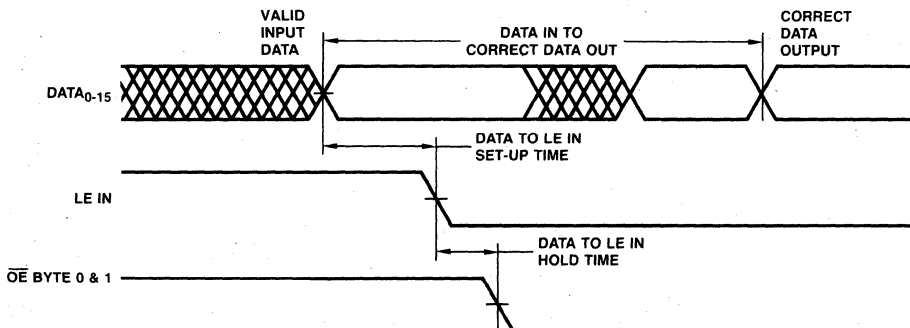 VALID
INPUT
DATA
DATA IN TO
CORRECT DATA OUT
CORRECT
DATA
OUTPUT
DATA0-15
DATA TO LE IN
SET-UP TIME
LE IN
DATA TO LE IN
HOLD TIME
O̅E̅ BYTE 0 & 1